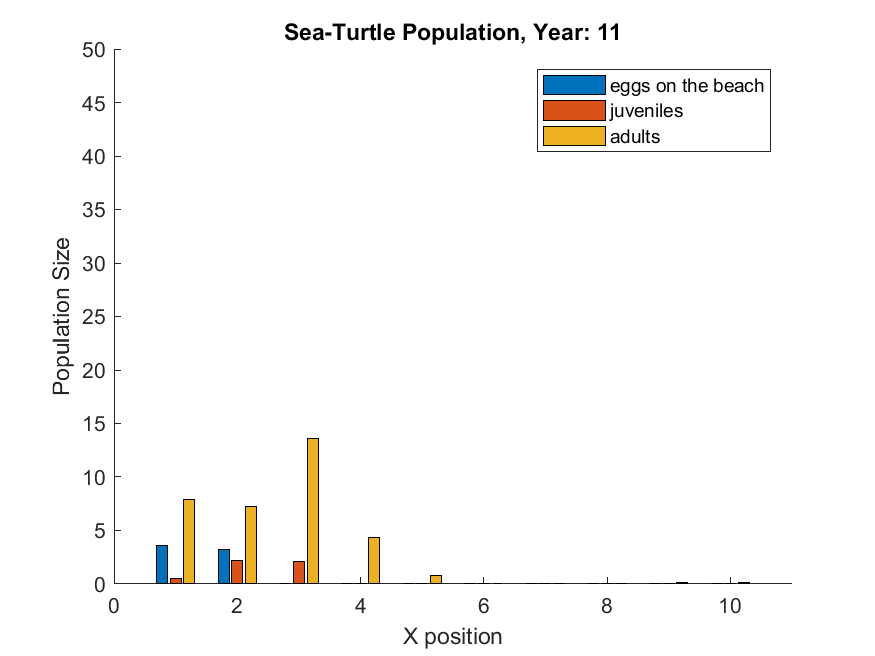 Sea-Turtle Population, Year: 11
50
45
40
35
30
25
20
15
10
5
0
Population Size
eggs on the beach
juveniles
adults
0 2 4 6 8 10
X position